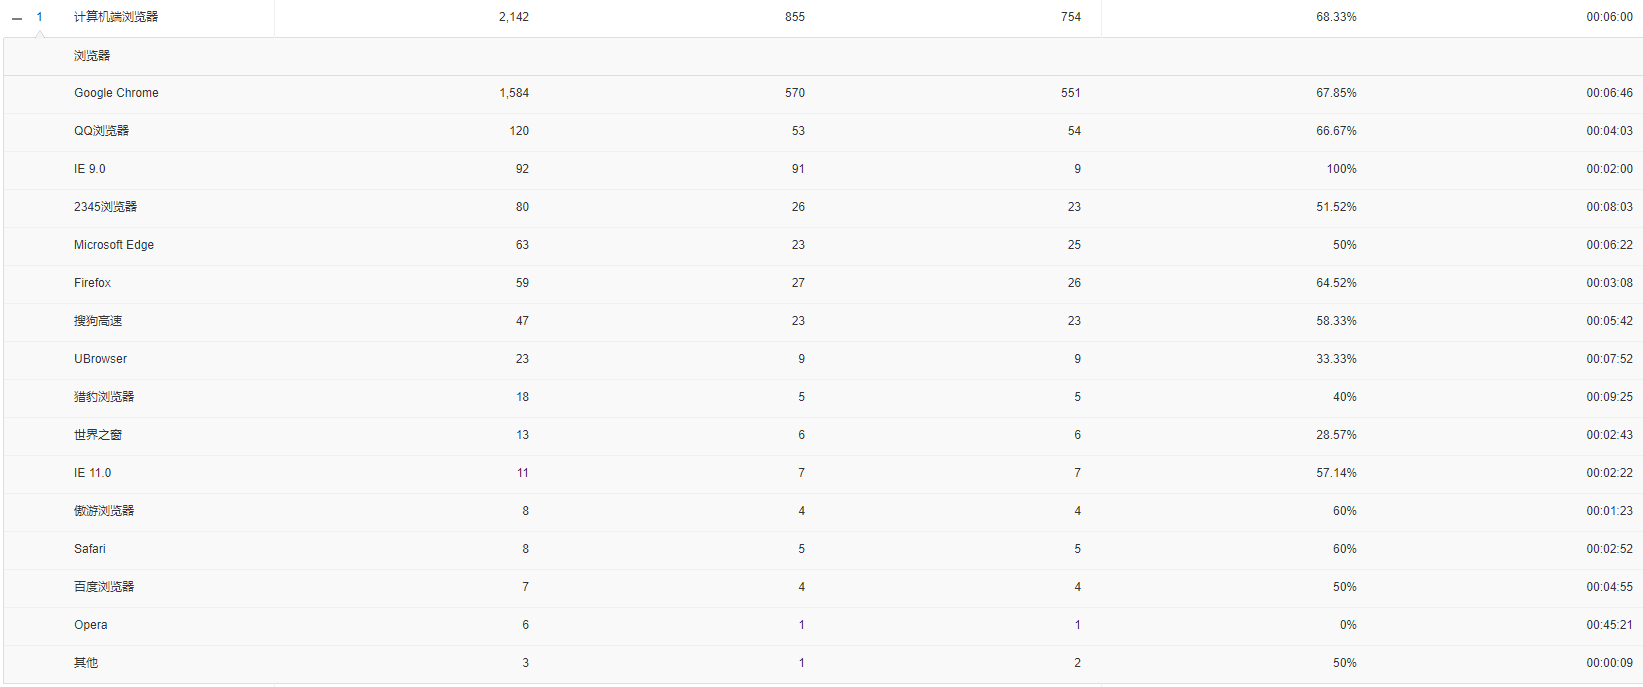 1 计算机端浏览器 2,142 855 754 68.33% 00:06:00
浏览器
Google Chrome 1,584 570 551 67.85% 00:06:46
QQ浏览器 120 53 54 66.67% 00:04:03
IE 9.0 92 91 9 100% 00:02:00
2345浏览器 80 26 23 51.52% 00:08:03
Microsoft Edge 63 23 25 50% 00:06:22
Firefox 59 27 26 64.52% 00:03:08
搜狗高速 47 23 23 58.33% 00:05:42
UBrowser 23 9 9 33.33% 00:07:52
猎豹浏览器 18 5 5 40% 00:09:25
世界之窗 13 6 6 28.57% 00:02:43
IE 11.0 11 7 7 57.14% 00:02:22
傲游浏览器 8 4 4 60% 00:01:23
Safari 8 5 5 60% 00:02:52
百度浏览器 7 4 4 50% 00:04:55
Opera 6 1 1 0% 00:45:21
其他 3 1 2 50% 00:00:09